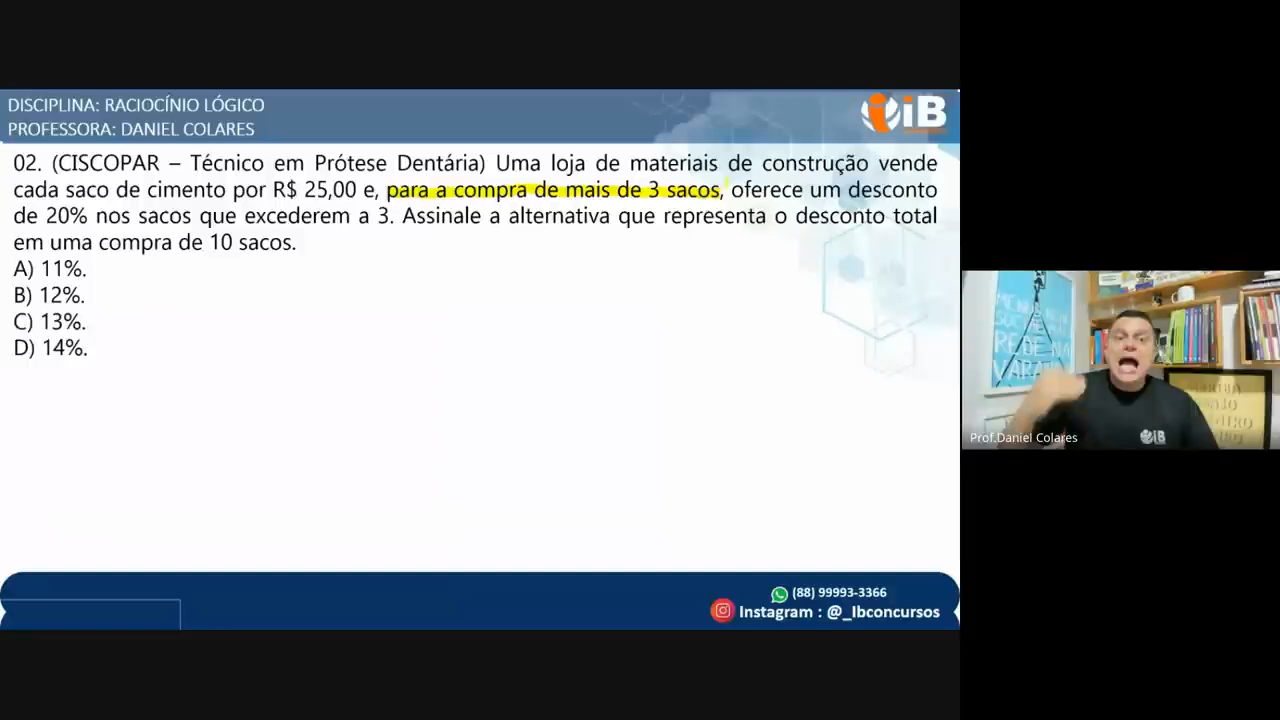 DISCIPLINA: RACIOCÍNIO LÓGICO
PROFESSORA: DANIEL COLARES
iB
02. (CISCOPAR – Técnico em Prótese Dentária) Uma loja de materiais de construção vende
cada saco de cimento por R$ 25,00 e, para a compra de mais de 3 sacos, oferece um desconto
de 20% nos sacos que excederem a 3. Assinale a alternativa que representa o desconto total
em uma compra de 10 sacos.
A) 11%.
B) 12%.
C) 13%.
D) 14%.
Prof.Daniel Colares
(88) 99993-3366
Instagram : @_Ibconcursos